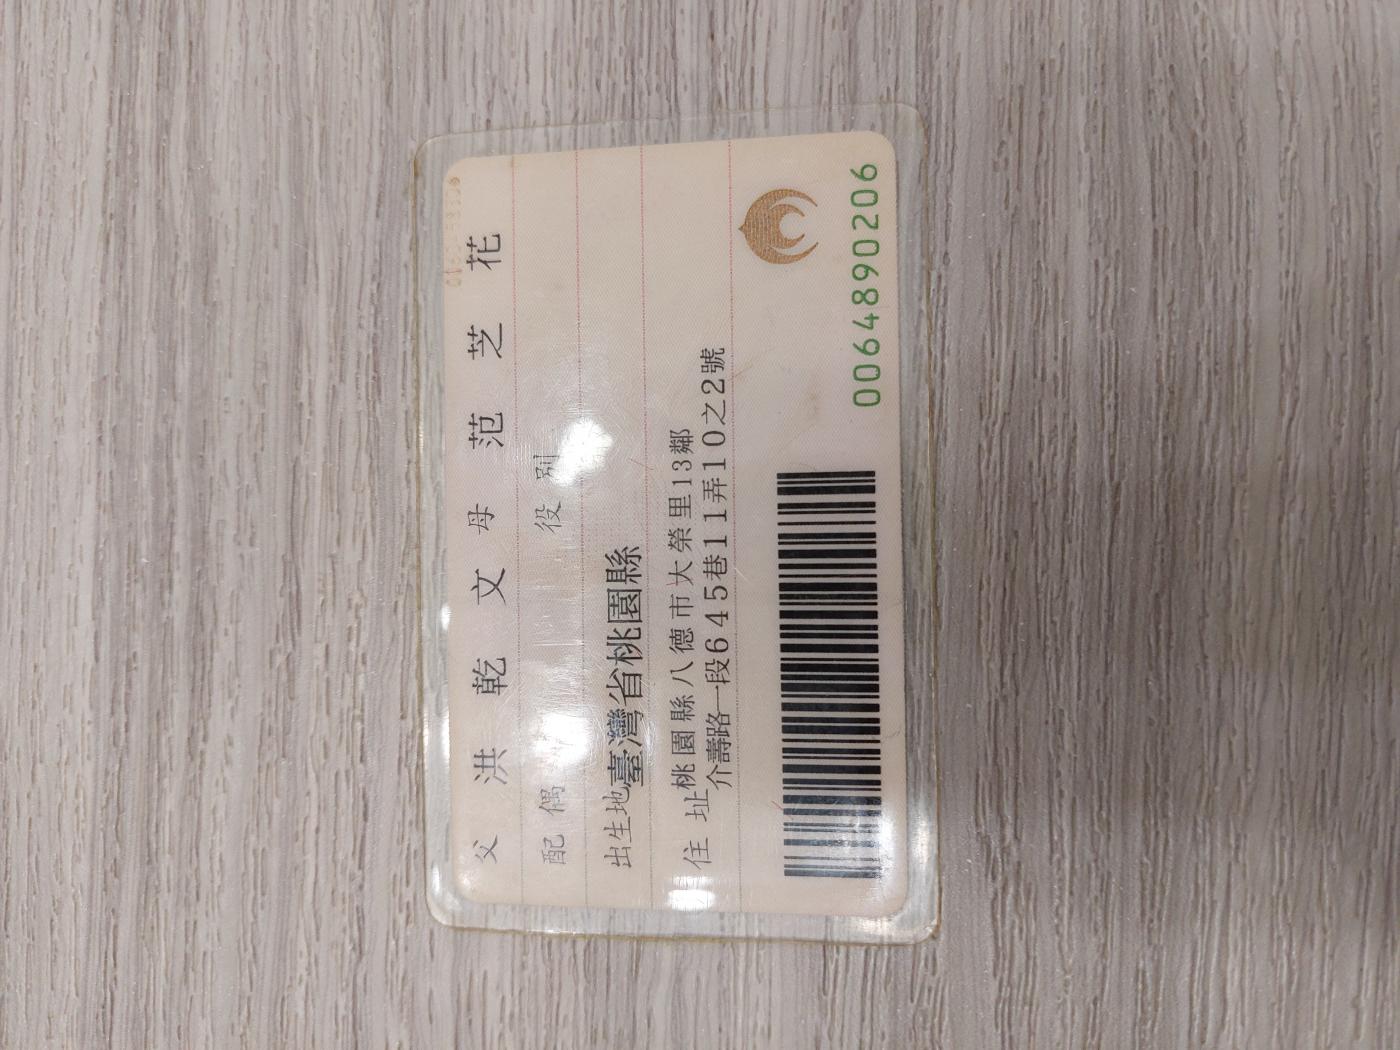 父 洪乾文 母 范芝花
配偶 役別
出生地 臺灣省桃園縣
住址 桃園縣八德市大榮里13鄰
介壽路一段645巷11弄10之2號
0064890206